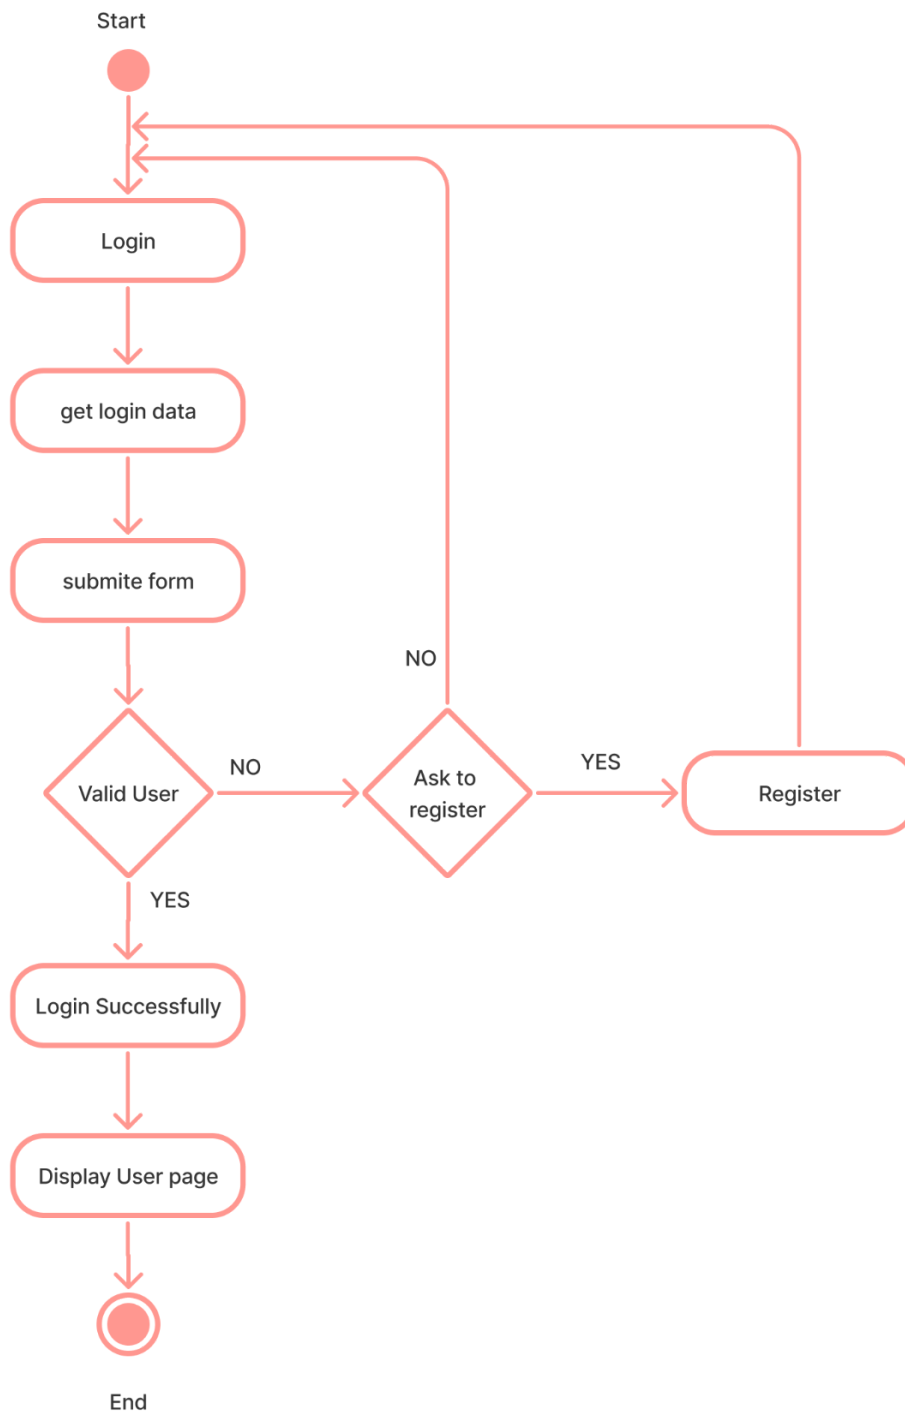 Start
Login
get login data
submite form
NO
Valid User
NO
Ask to
register
YES
Register
YES
Login Successfully
Display User page
End